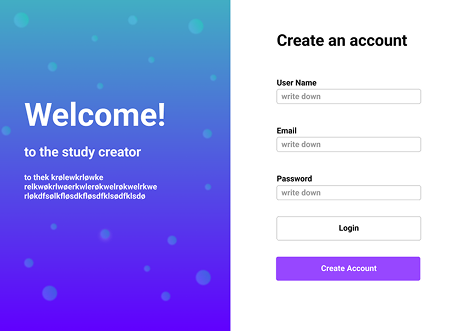 Welcome!
to the study creator
to thek krølewkrløwke
relkwøkrlwøerkwlerøkwelrøkwelrkwe
rløkdfsølkfløsdkfløsdfklsødfklsdø
Create an account
User Name
write down
Email
write down
Password
write down
Login
Create Account